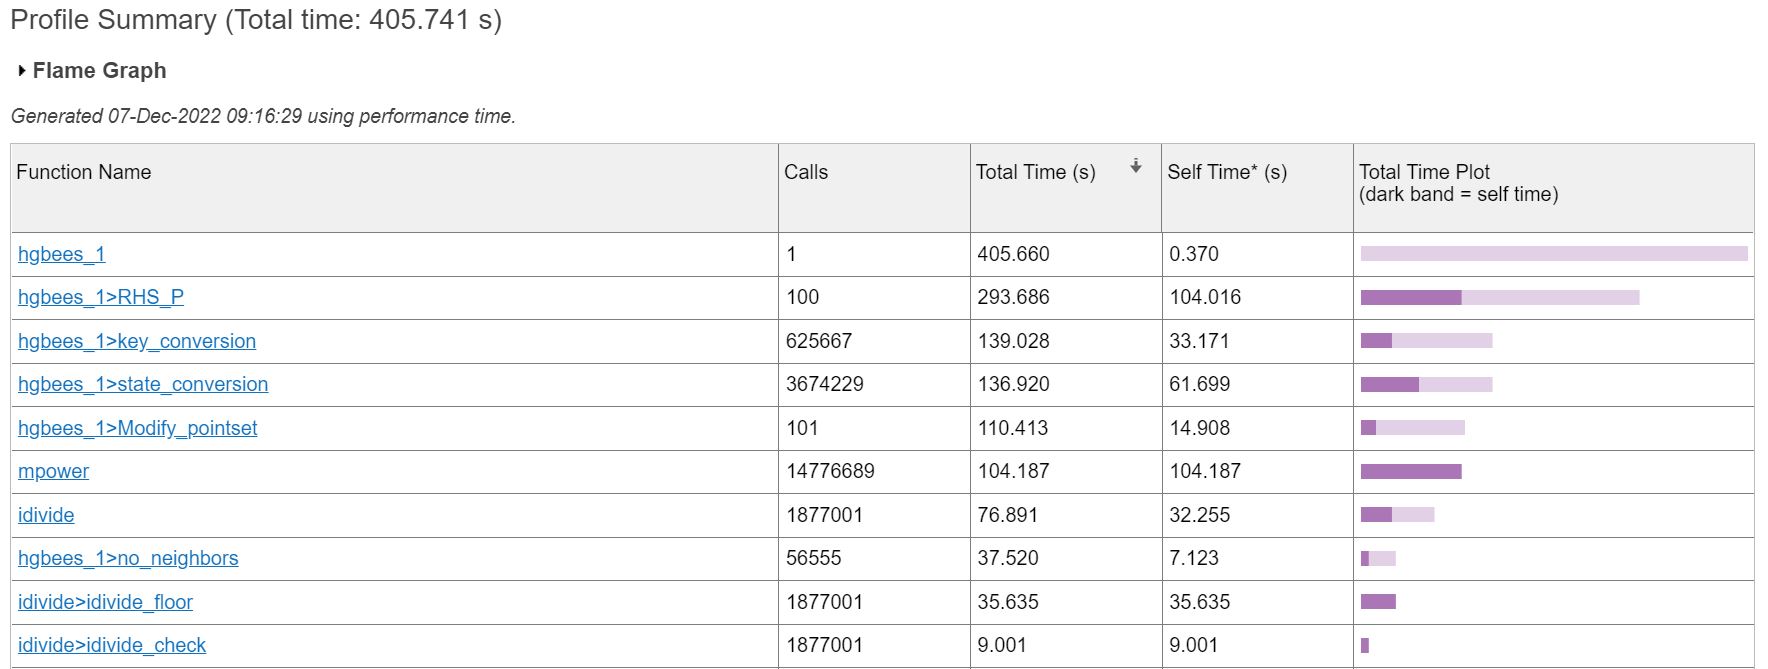 Profile Summary (Total time: 405.741 s)
Flame Graph
Generated 07-Dec-2022 09:16:29 using performance time.
Function Name Calls Total Time (s) Self Time* (s) Total Time Plot
(dark band = self time)
hgbees_1 1 405.660 0.370
hgbees_1>RHS_P 100 293.686 104.016
hgbees_1>key_conversion 625667 139.028 33.171
hgbees_1>state_conversion 3674229 136.920 61.699
hgbees_1>Modify_pointset 101 110.413 14.908
mpower 14776689 104.187 104.187
idivide 1877001 76.891 32.255
hgbees_1>no_neighbors 56555 37.520 7.123
idivide>idivide_floor 1877001 35.635 35.635
idivide>idivide_check 1877001 9.001 9.001